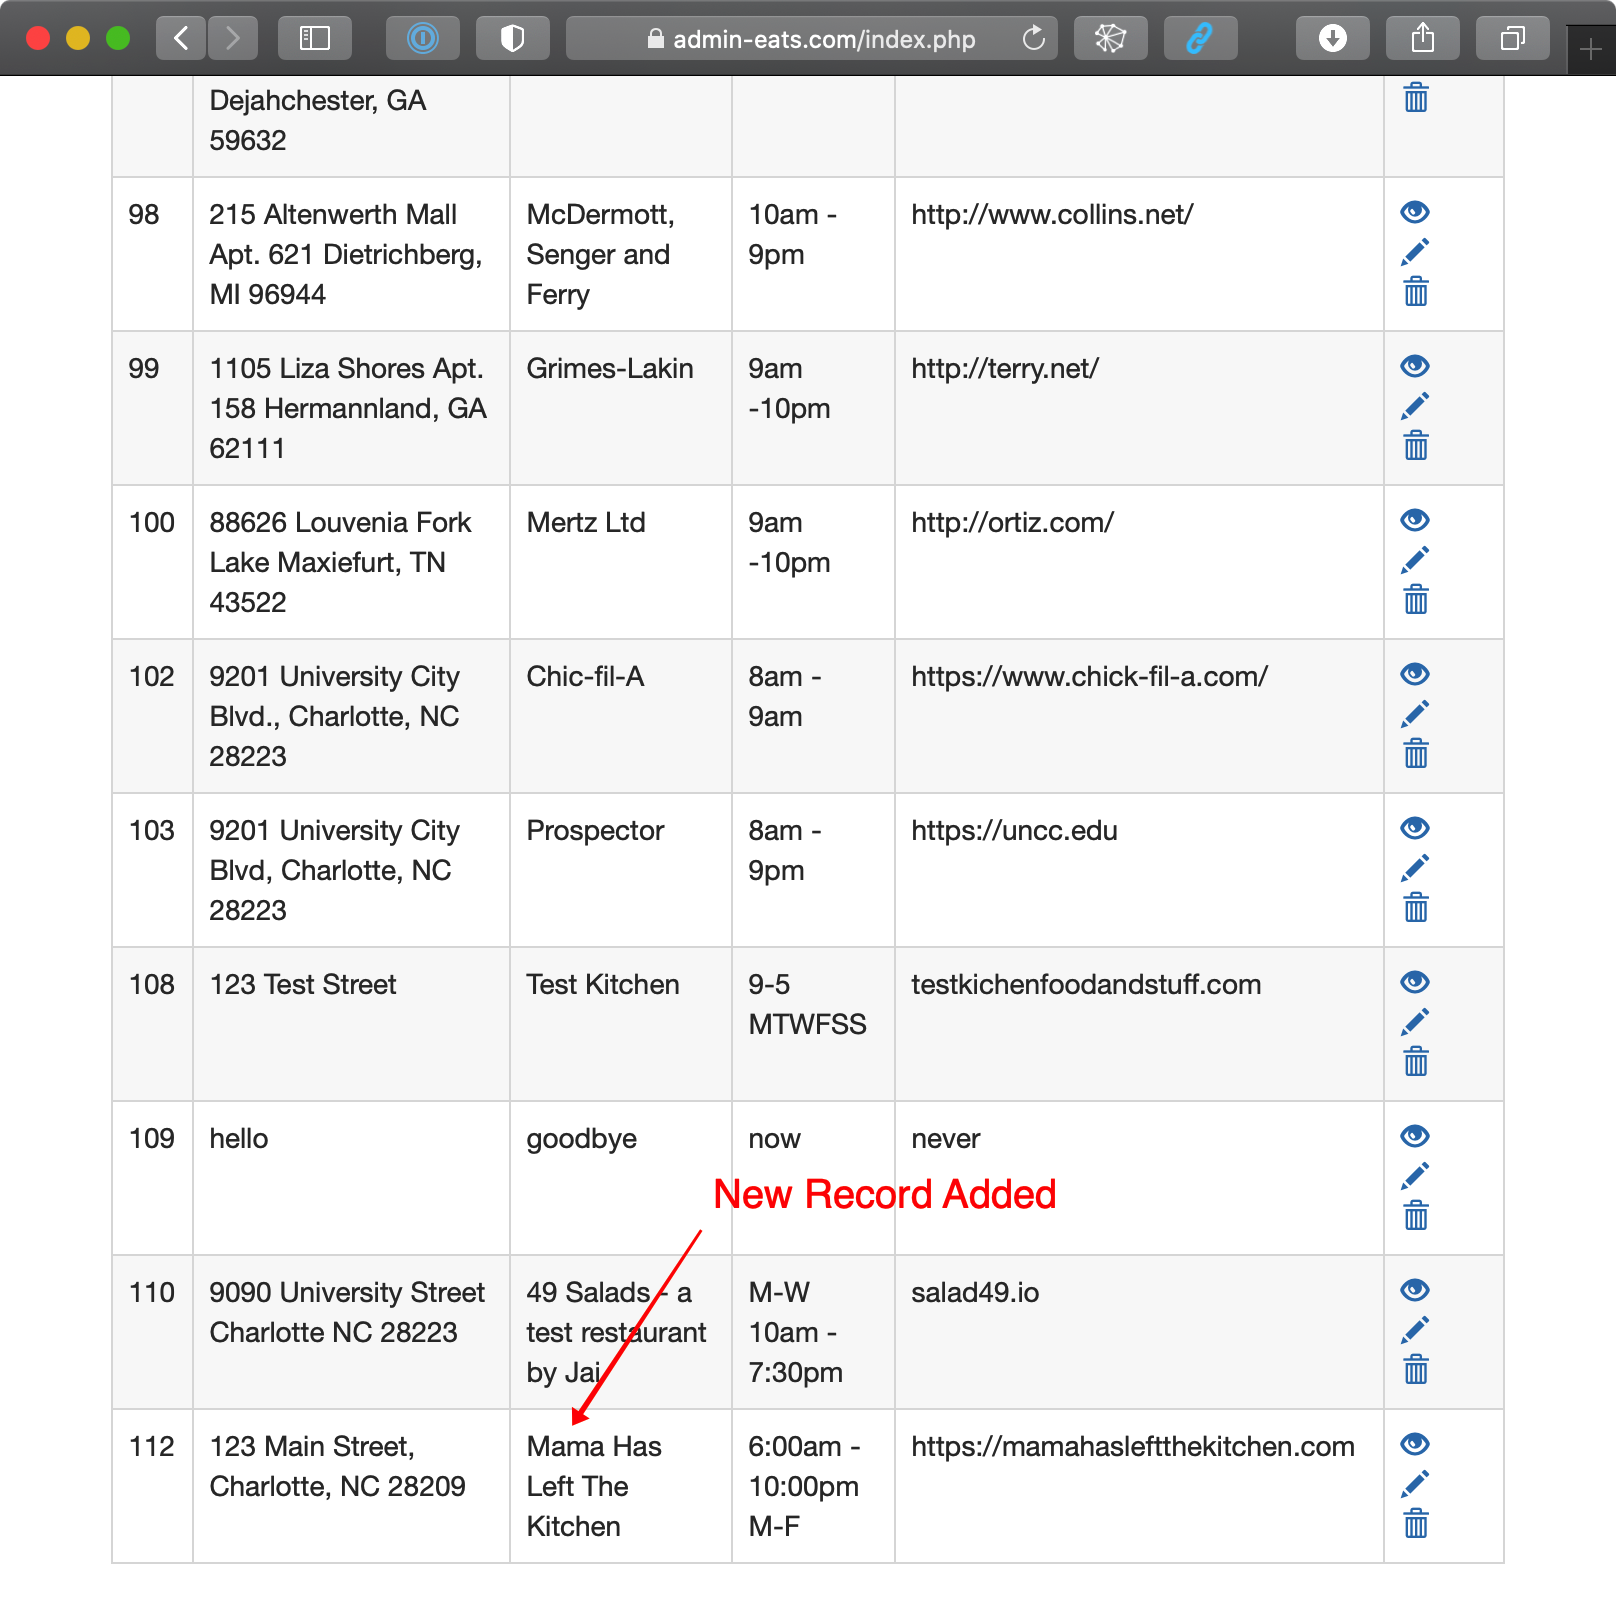 admin-eats.com/index.php
Dejahchester, GA
59632
98
215 Altenwerth Mall
Apt. 621 Dietrichberg,
MI 96944
McDermott,
Senger and
Ferry
10am -
9pm
http://www.collins.net/
99
1105 Liza Shores Apt.
158 Hermannland, GA
62111
Grimes-Lakin
9am
-10pm
http://terry.net/
100
88626 Louvenia Fork
Lake Maxiefurt, TN
43522
Mertz Ltd
9am
-10pm
http://ortiz.com/
102
9201 University City
Blvd., Charlotte, NC
28223
Chic-fil-A
8am -
9am
https://www.chick-fil-a.com/
103
9201 University City
Blvd, Charlotte, NC
28223
Prospector
8am -
9pm
https://uncc.edu
108
123 Test Street
Test Kitchen
9-5
MTWFSS
testkichenfoodandstuff.com
109
hello
goodbye
now
never
New Record Added
110
9090 University Street
Charlotte NC 28223
49 Salads - a
test restaurant
by Jai
M-W
10am -
7:30pm
salad49.io
112
123 Main Street,
Charlotte, NC 28209
Mama Has
Left The
Kitchen
6:00am -
10:00pm
M-F
https://mamahasleftthekitchen.com